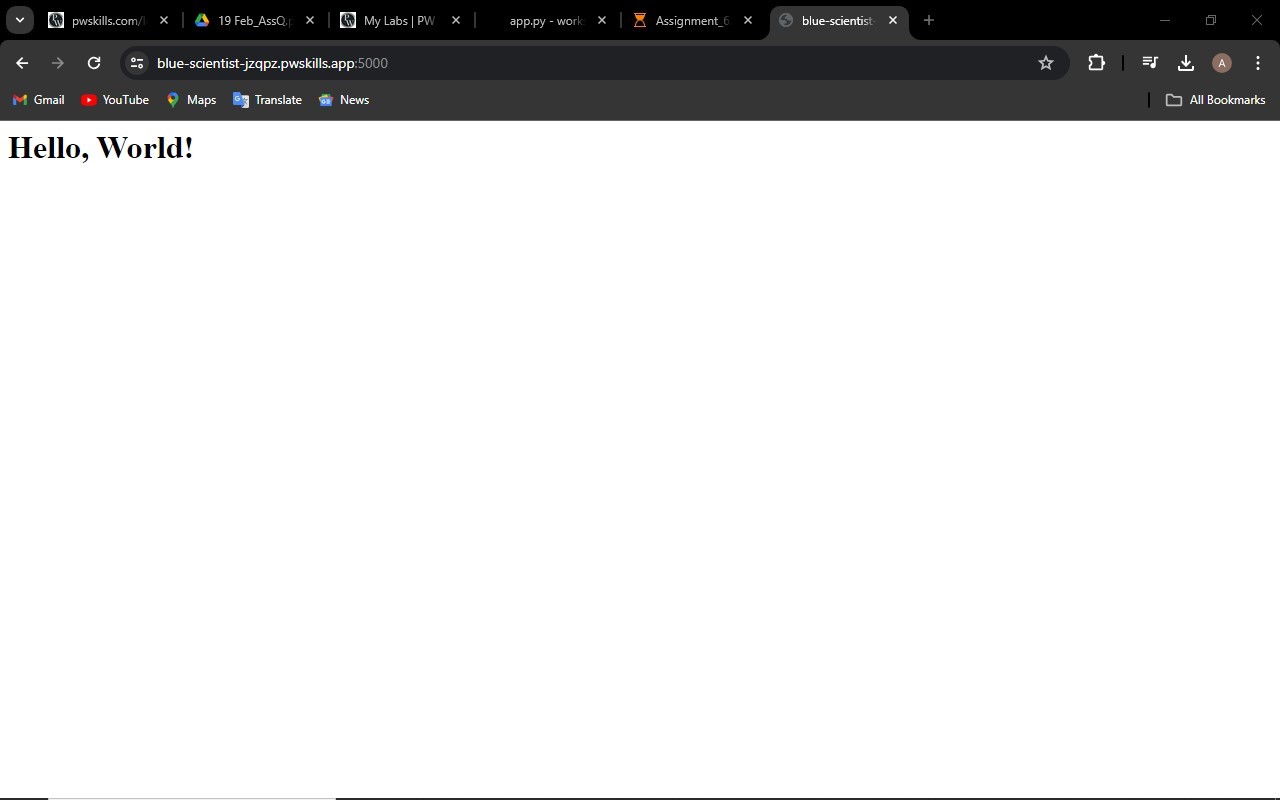 pwskills.com/l
19 Feb_AssQ.p
My Labs | PW
app.py - work
Assignment_6
blue-scientist-
blue-scientist-jzqpz.pwskills.app:5000
A
Gmail
YouTube
Maps
Translate
News
All Bookmarks
Hello, World!